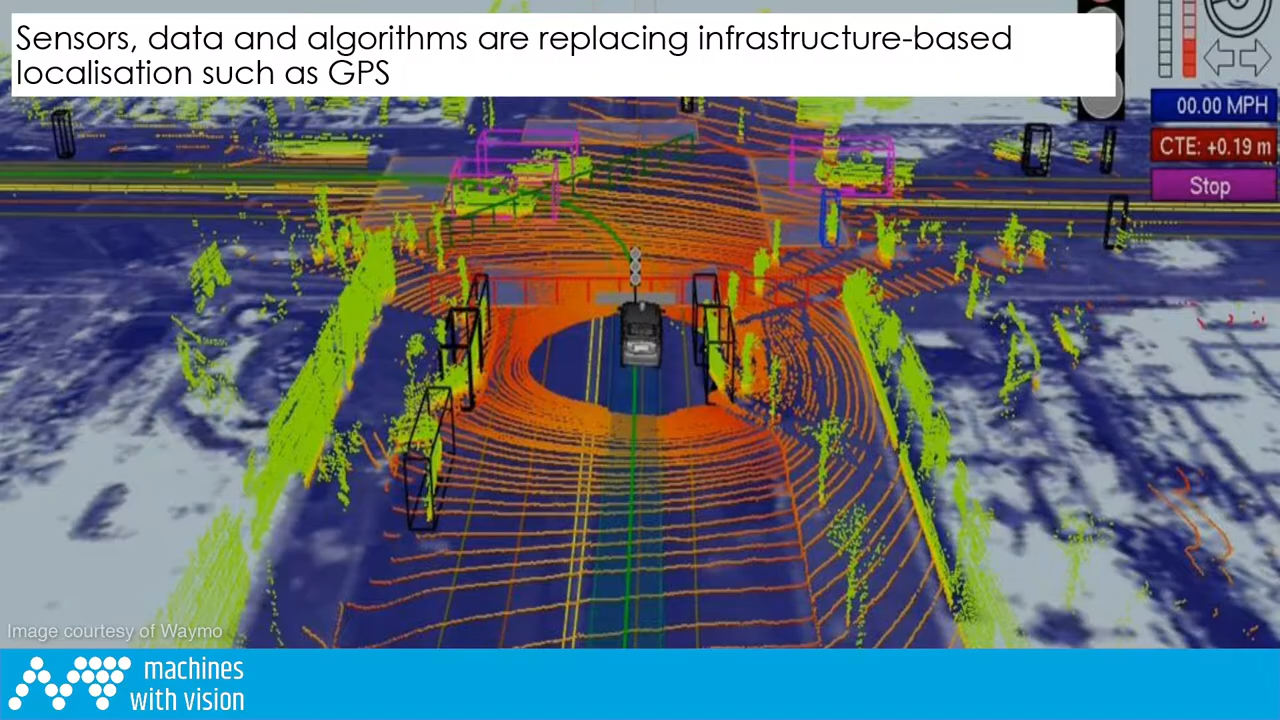 Sensors, data and algorithms are replacing infrastructure-based
localisation such as GPS
00.00 MPH
CTE: +0.19 m
Stop
Image courtesy of Waymo
machines
with vision